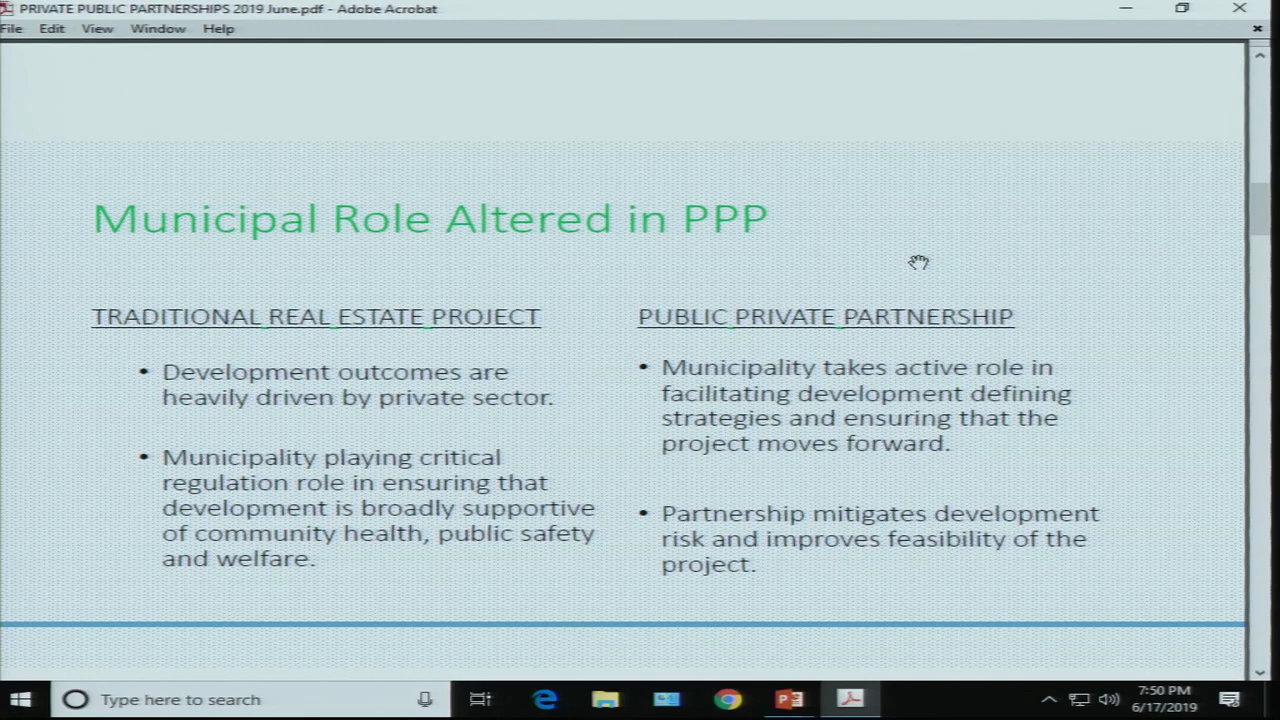 PRIVATE PUBLIC PARTNERSHIPS 2019 June.pdf - Adobe Acrobat
File Edit View Window Help
Municipal Role Altered in PPP
TRADITIONAL REAL ESTATE PROJECT
• Development outcomes are
heavily driven by private sector.
• Municipality playing critical
regulation role in ensuring that
development is broadly supportive
of community health, public safety
and welfare.
PUBLIC PRIVATE PARTNERSHIP
• Municipality takes active role in
facilitating development defining
strategies and ensuring that the
project moves forward.
• Partnership mitigates development
risk and improves feasibility of the
project.
Type here to search
7:50 PM
6/17/2019